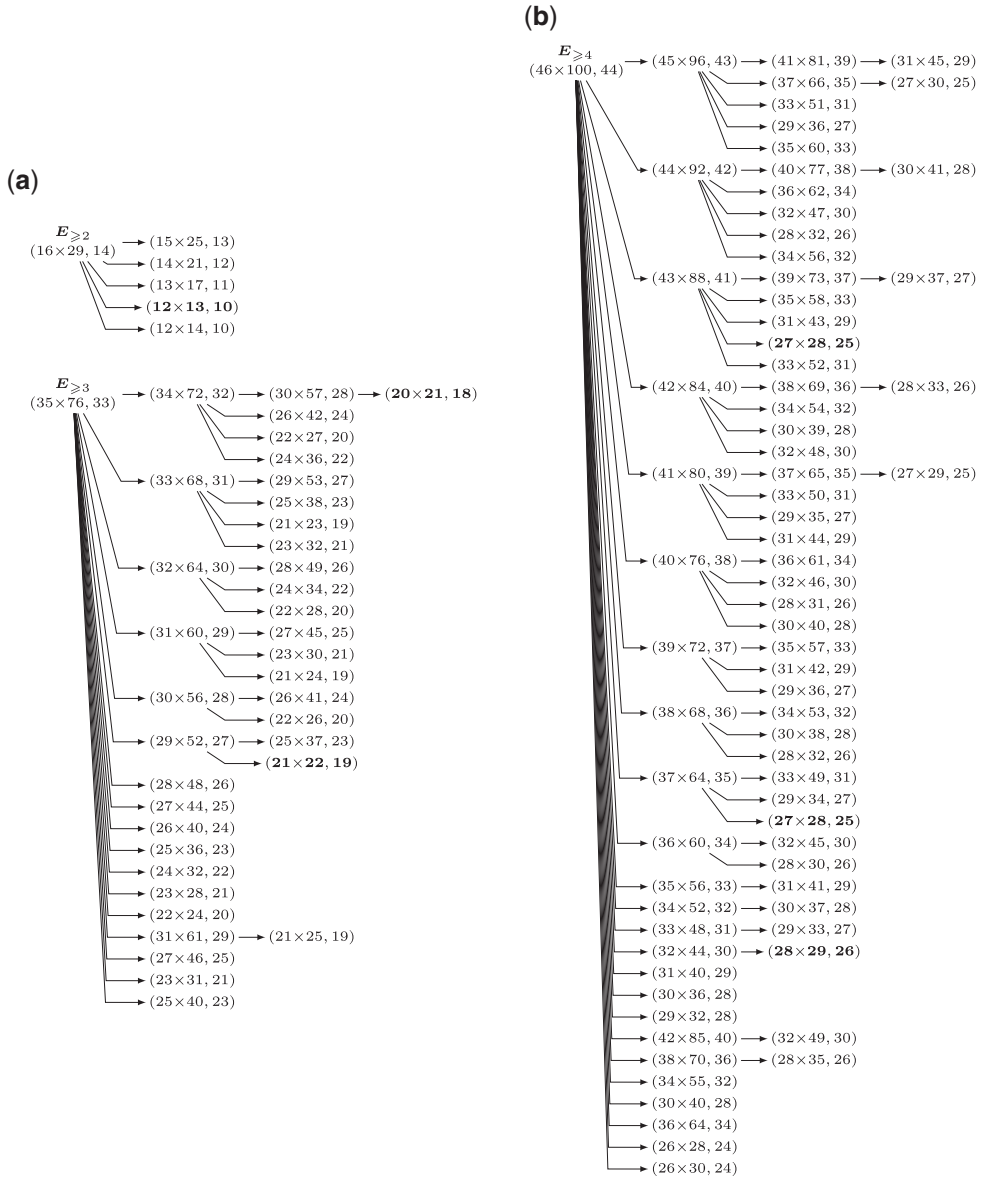 (a)
E⩾2
(16×29, 14) (15×25, 13)
(14×21, 12)
(13×17, 11)
(12×13, 10)
(12×14, 10)
E⩾3
(35×76, 33) (34×72, 32) (30×57, 28) (20×21, 18)
(26×42, 24)
(22×27, 20)
(24×36, 22)
(33×68, 31) (29×53, 27)
(25×38, 23)
(21×23, 19)
(23×32, 21)
(32×64, 30) (28×49, 26)
(24×34, 22)
(22×28, 20)
(31×60, 29) (27×45, 25)
(23×30, 21)
(21×24, 19)
(30×56, 28) (26×41, 24)
(22×26, 20)
(29×52, 27) (25×37, 23)
(21×22, 19)
(28×48, 26)
(27×44, 25)
(26×40, 24)
(25×36, 23)
(24×32, 22)
(23×28, 21)
(22×24, 20)
(31×61, 29) (21×25, 19)
(27×46, 25)
(23×31, 21)
(25×40, 23)
(b)
E⩾4
(46×100, 44) (45×96, 43) (41×81, 39) (31×45, 29)
(37×66, 35) (27×30, 25)
(33×51, 31)
(29×36, 27)
(35×60, 33)
(44×92, 42) (40×77, 38) (30×41, 28)
(36×62, 34)
(32×47, 30)
(28×32, 26)
(34×56, 32)
(43×88, 41) (39×73, 37) (29×37, 27)
(35×58, 33)
(31×43, 29)
(27×28, 25)
(33×52, 31)
(42×84, 40) (38×69, 36) (28×33, 26)
(34×54, 32)
(30×39, 28)
(32×48, 30)
(41×80, 39) (37×65, 35) (27×29, 25)
(33×50, 31)
(29×35, 27)
(31×44, 29)
(40×76, 38) (36×61, 34)
(32×46, 30)
(28×31, 26)
(30×40, 28)
(39×72, 37) (35×57, 33)
(31×42, 29)
(29×36, 27)
(38×68, 36) (34×53, 32)
(30×38, 28)
(28×32, 26)
(37×64, 35) (33×49, 31)
(29×34, 27)
(27×28, 25)
(36×60, 34) (32×45, 30)
(28×30, 26)
(35×56, 33) (31×41, 29)
(34×52, 32) (30×37, 28)
(33×48, 31) (29×33, 27)
(32×44, 30) (28×29, 26)
(31×40, 29)
(30×36, 28)
(29×32, 28)
(42×85, 40) (32×49, 30)
(38×70, 36) (28×35, 26)
(34×55, 32)
(30×40, 28)
(36×64, 34)
(26×28, 24)
(26×30, 24)